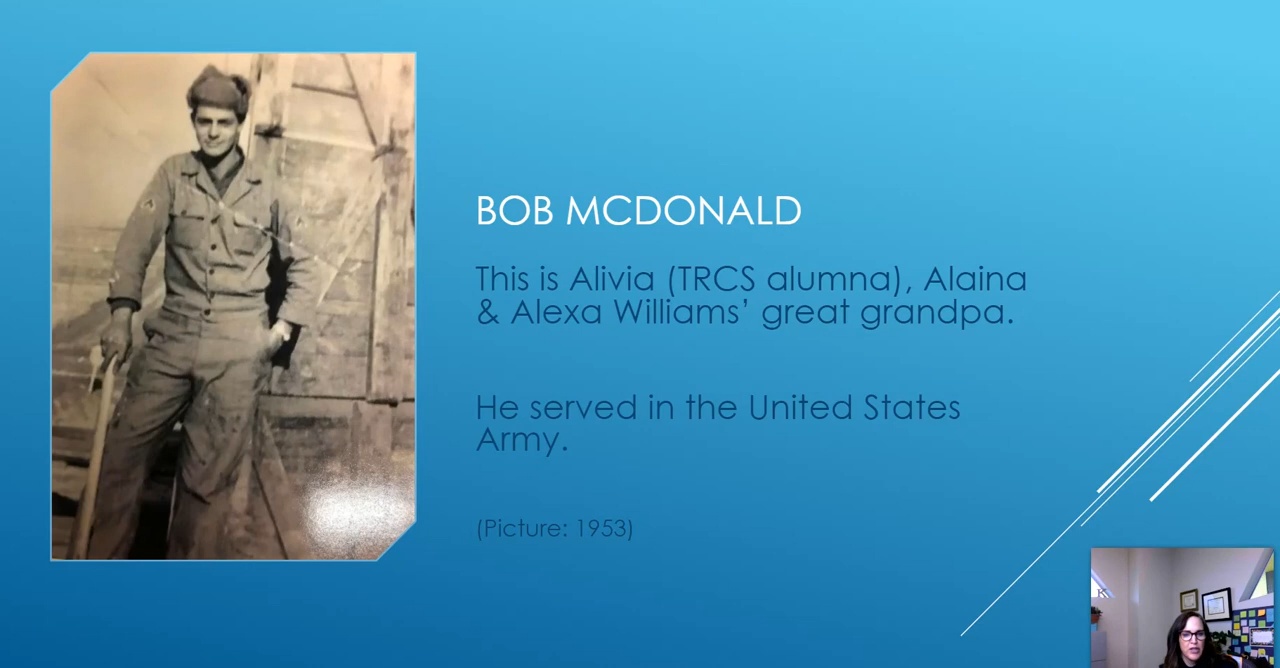 BOB MCDONALD
This is Alivia (TRCS alumna), Alaina
& Alexa Williams’ great grandpa.
He served in the United States
Army.
(Picture: 1953)